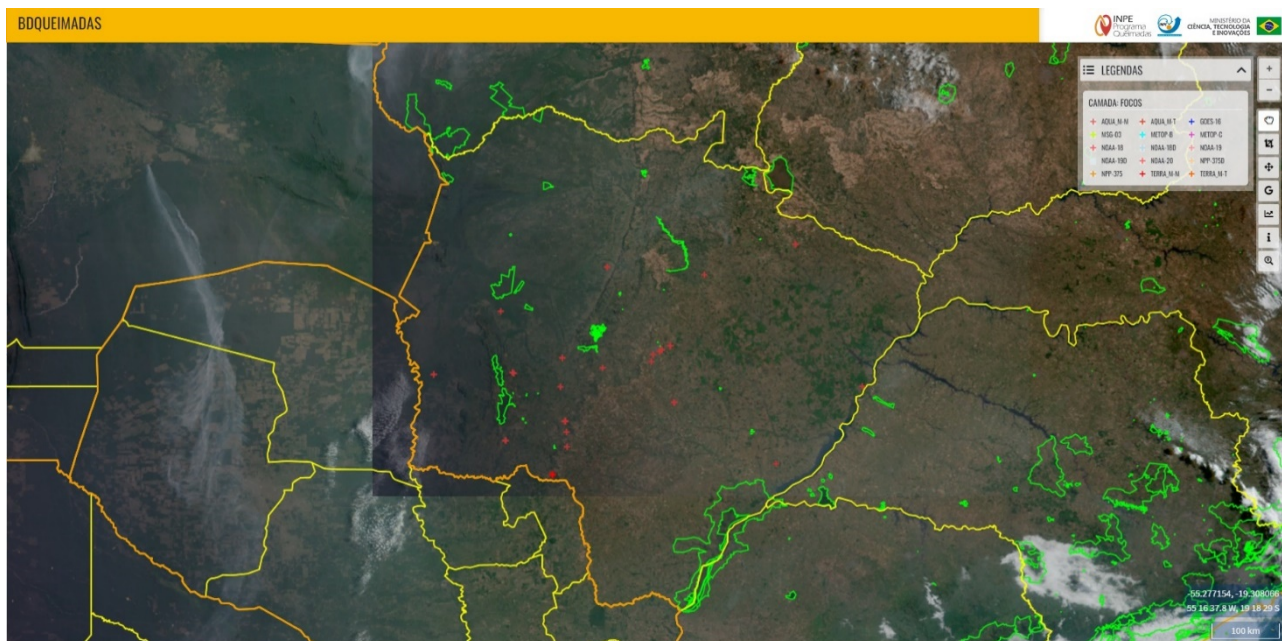 BDQUEIMADAS
INPE
Programa
Queimadas
MINISTÉRIO DA
CIÊNCIA, TECNOLOGIA
E INOVAÇÕES
LEGENDAS
CAMADA: FOCOS
AQUA_M-M AQUA_M-T GOES-16
MSG-03 METOP-B METOP-C
NOAA-18 NOAA-18D NOAA-19
NOAA-19D NOAA-20 NPP-375D
NPP-375 TERRA_M-M TERRA_M-T
+
−
G
i
-55.277154, -19.308066
55 16 37.8 W, 19 18 29 S
100 km